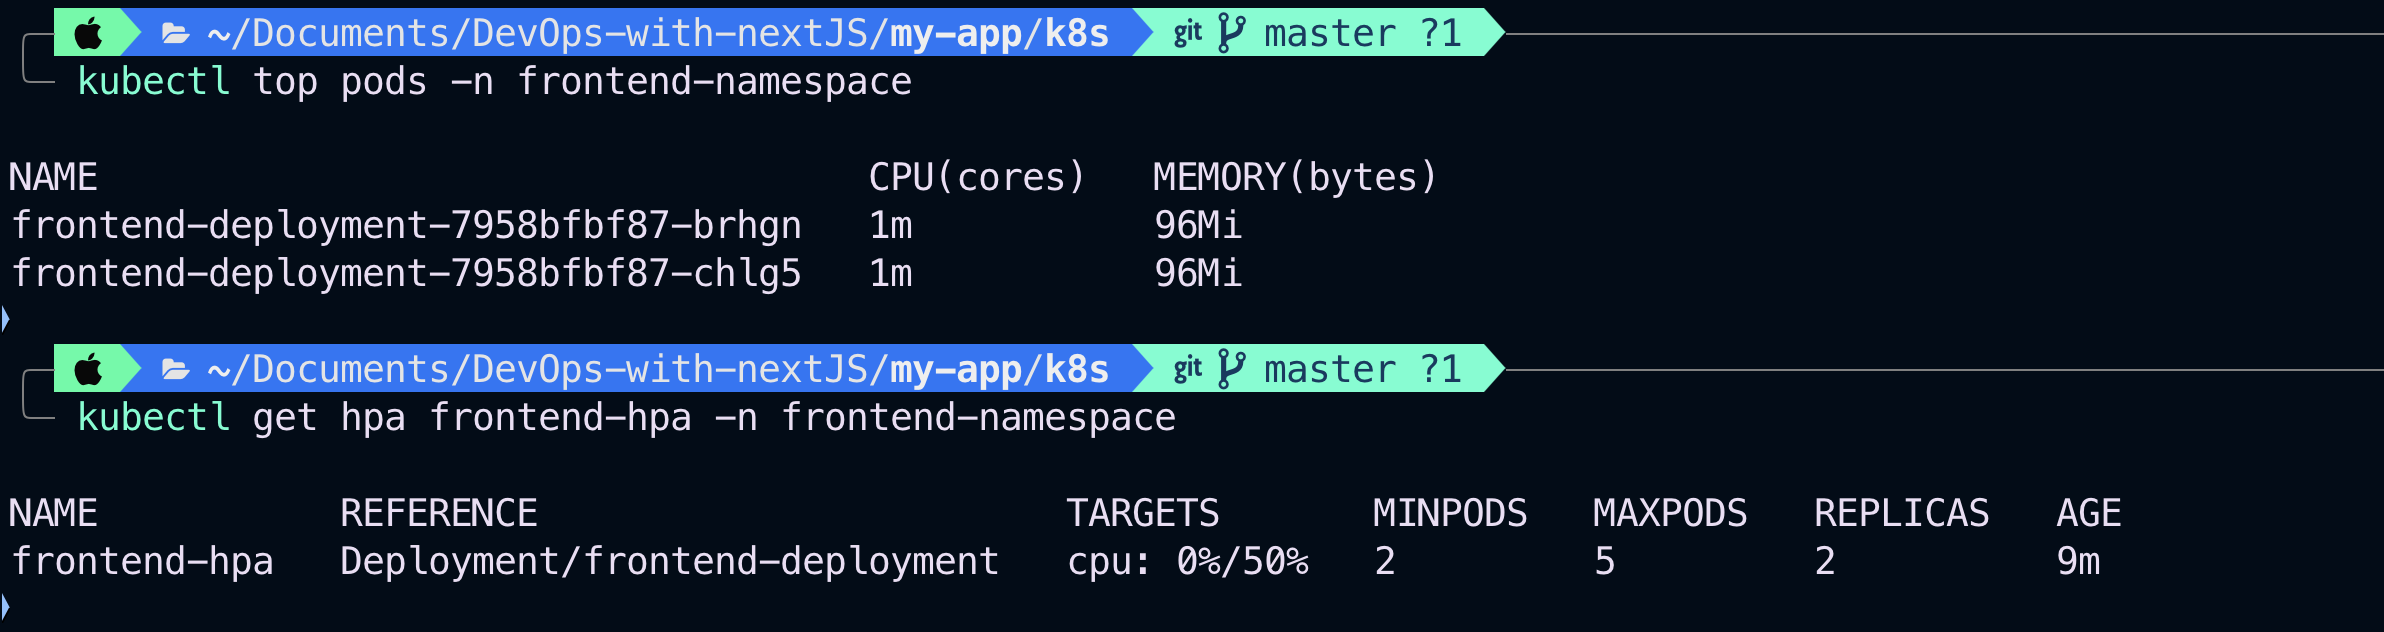 ~/Documents/DevOps-with-nextJS/my-app/k8s git master ?1
kubectl top pods -n frontend-namespace
NAME CPU(cores) MEMORY(bytes)
frontend-deployment-7958bfbf87-brhgn 1m 96Mi
frontend-deployment-7958bfbf87-chlg5 1m 96Mi
~/Documents/DevOps-with-nextJS/my-app/k8s git master ?1
kubectl get hpa frontend-hpa -n frontend-namespace
NAME REFERENCE TARGETS MINPODS MAXPODS REPLICAS AGE
frontend-hpa Deployment/frontend-deployment cpu: 0%/50% 2 5 2 9m